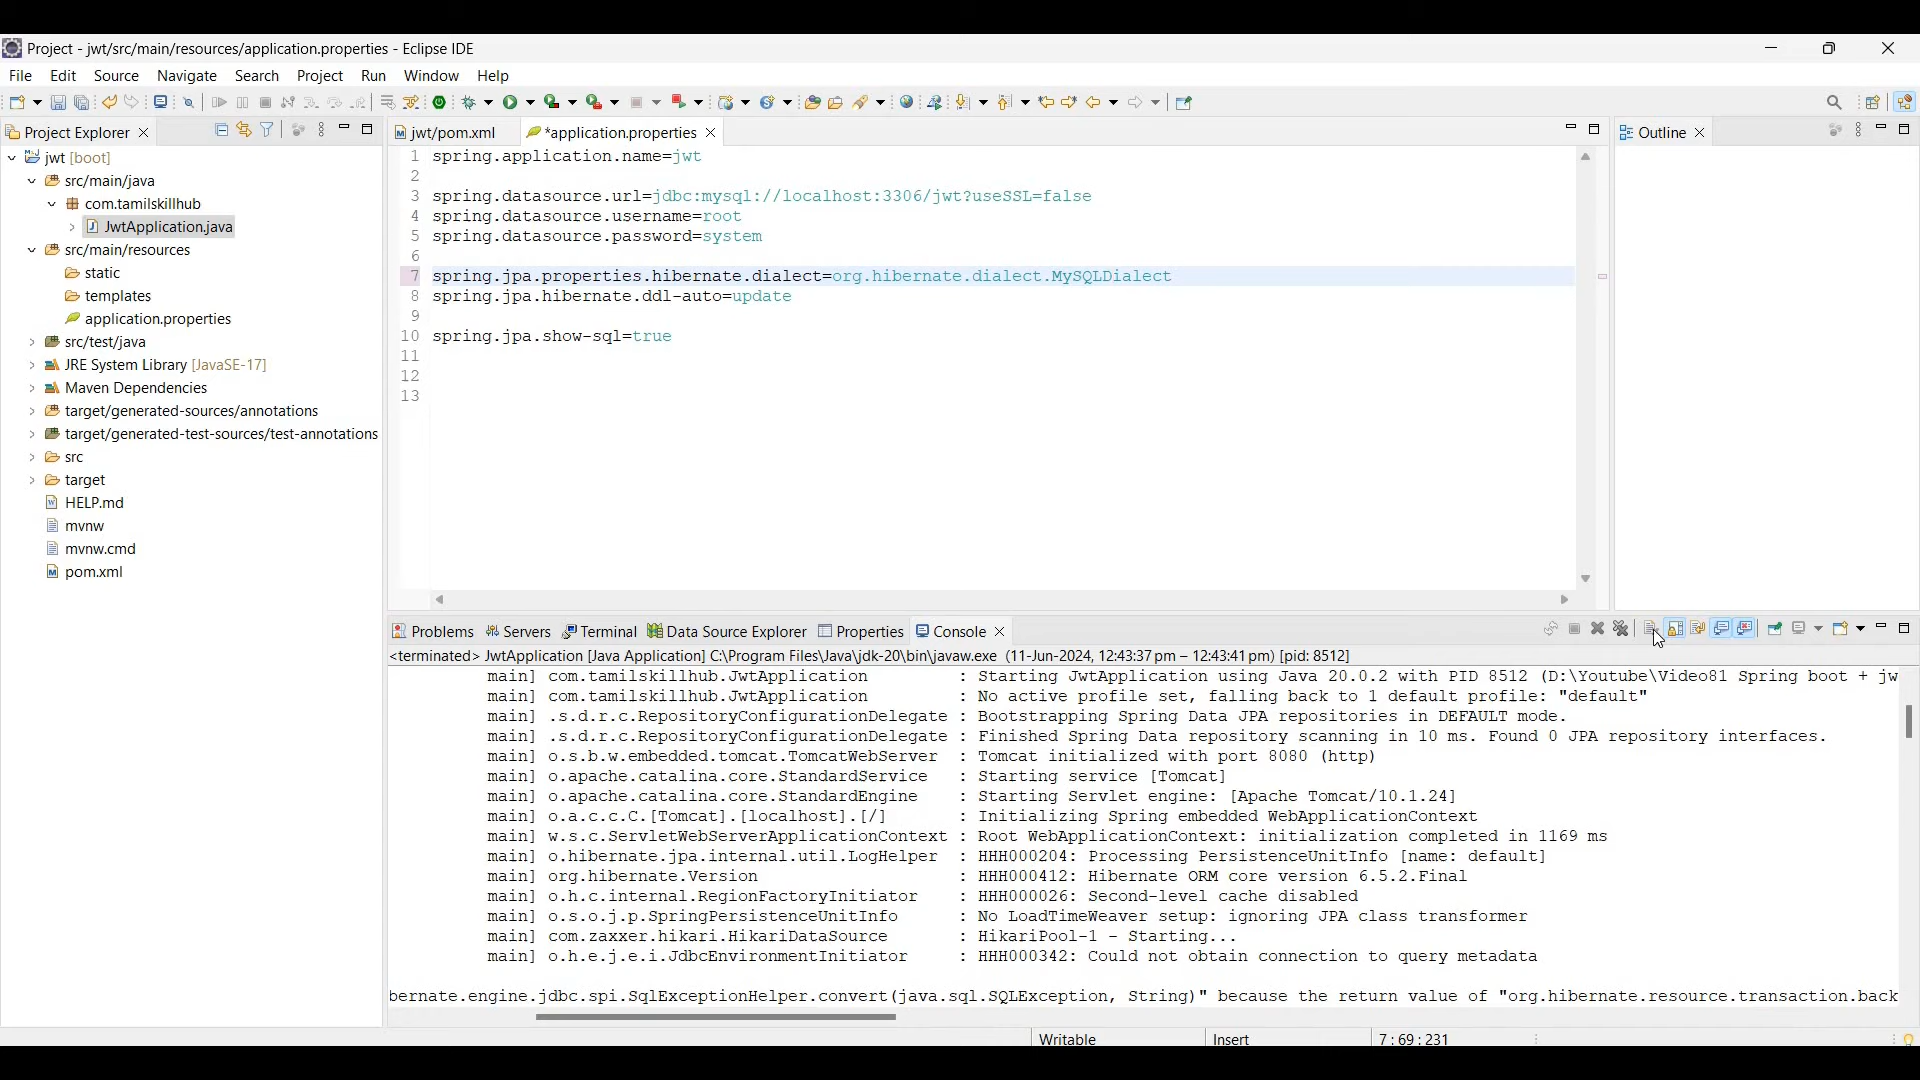 Project - jwt/src/main/resources/application.properties - Eclipse IDE
File Edit Source Navigate Search Project Run Window Help
Project Explorer
jwt [boot]
src/main/java
com.tamilskillhub
JwtApplication.java
src/main/resources
static
templates
application.properties
src/test/java
JRE System Library [JavaSE-17]
Maven Dependencies
target/generated-sources/annotations
target/generated-test-sources/test-annotations
src
target
HELP.md
mvnw
mvnw.cmd
pom.xml
jwt/pom.xml *application.properties
1 spring.application.name=jwt
2
3 spring.datasource.url=jdbc:mysql://localhost:3306/jwt?useSSL=false
4 spring.datasource.username=root
5 spring.datasource.password=system
6
7 spring.jpa.properties.hibernate.dialect=org.hibernate.dialect.MySQLDialect
8 spring.jpa.hibernate.ddl-auto=update
9
10 spring.jpa.show-sql=true
11
12
13
Outline
Problems Servers Terminal Data Source Explorer Properties Console
<terminated> JwtApplication [Java Application] C:\Program Files\Java\jdk-20\bin\javaw.exe (11-Jun-2024, 12:43:37 pm – 12:43:41 pm) [pid: 8512]
main] com.tamilskillhub.JwtApplication : Starting JwtApplication using Java 20.0.2 with PID 8512 (D:\Youtube\Video81 Spring boot + jw
main] com.tamilskillhub.JwtApplication : No active profile set, falling back to 1 default profile: "default"
main] .s.d.r.c.RepositoryConfigurationDelegate : Bootstrapping Spring Data JPA repositories in DEFAULT mode.
main] .s.d.r.c.RepositoryConfigurationDelegate : Finished Spring Data repository scanning in 10 ms. Found 0 JPA repository interfaces.
main] o.s.b.w.embedded.tomcat.TomcatWebServer : Tomcat initialized with port 8080 (http)
main] o.apache.catalina.core.StandardService : Starting service [Tomcat]
main] o.apache.catalina.core.StandardEngine : Starting Servlet engine: [Apache Tomcat/10.1.24]
main] o.a.c.c.C.[Tomcat].[localhost].[/] : Initializing Spring embedded WebApplicationContext
main] w.s.c.ServletWebServerApplicationContext : Root WebApplicationContext: initialization completed in 1169 ms
main] o.hibernate.jpa.internal.util.LogHelper : HHH000204: Processing PersistenceUnitInfo [name: default]
main] org.hibernate.Version : HHH000412: Hibernate ORM core version 6.5.2.Final
main] o.h.c.internal.RegionFactoryInitiator : HHH000026: Second-level cache disabled
main] o.s.o.j.p.SpringPersistenceUnitInfo : No LoadTimeWeaver setup: ignoring JPA class transformer
main] com.zaxxer.hikari.HikariDataSource : HikariPool-1 - Starting...
main] o.h.e.j.e.i.JdbcEnvironmentInitiator : HHH000342: Could not obtain connection to query metadata
bernate.engine.jdbc.spi.SqlExceptionHelper.convert(java.sql.SQLException, String)" because the return value of "org.hibernate.resource.transaction.back
Writable Insert 7 : 69 : 231